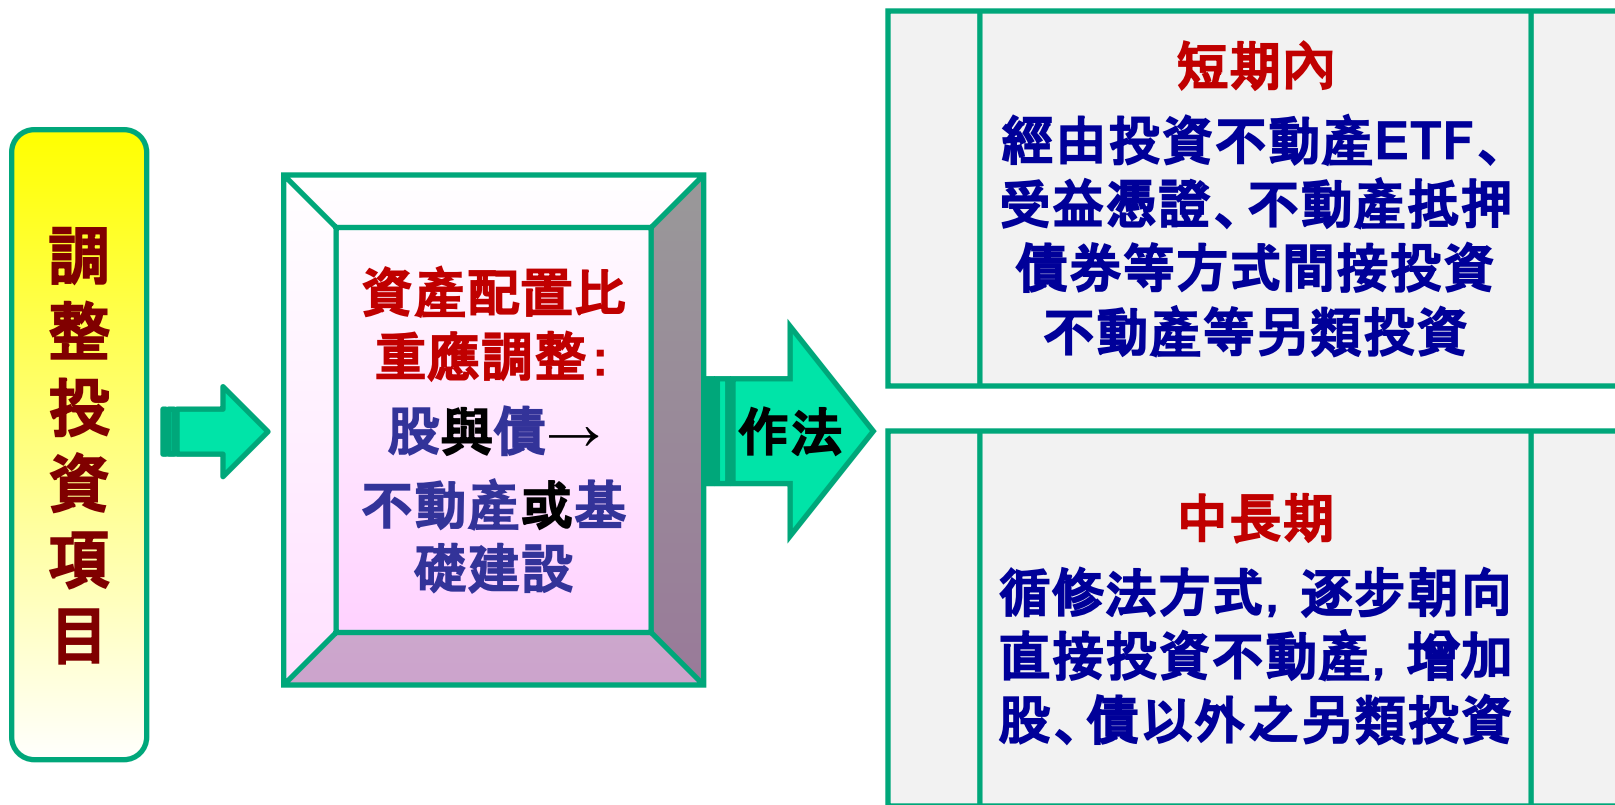 調整投資項目
資產配置比
重應調整：
股與債→
不動產或基
礎建設
作法
短期內
經由投資不動產ETF、
受益憑證、不動產抵押
債券等方式間接投資
不動產等另類投資
中長期
循修法方式，逐步朝向
直接投資不動產，增加
股、債以外之另類投資